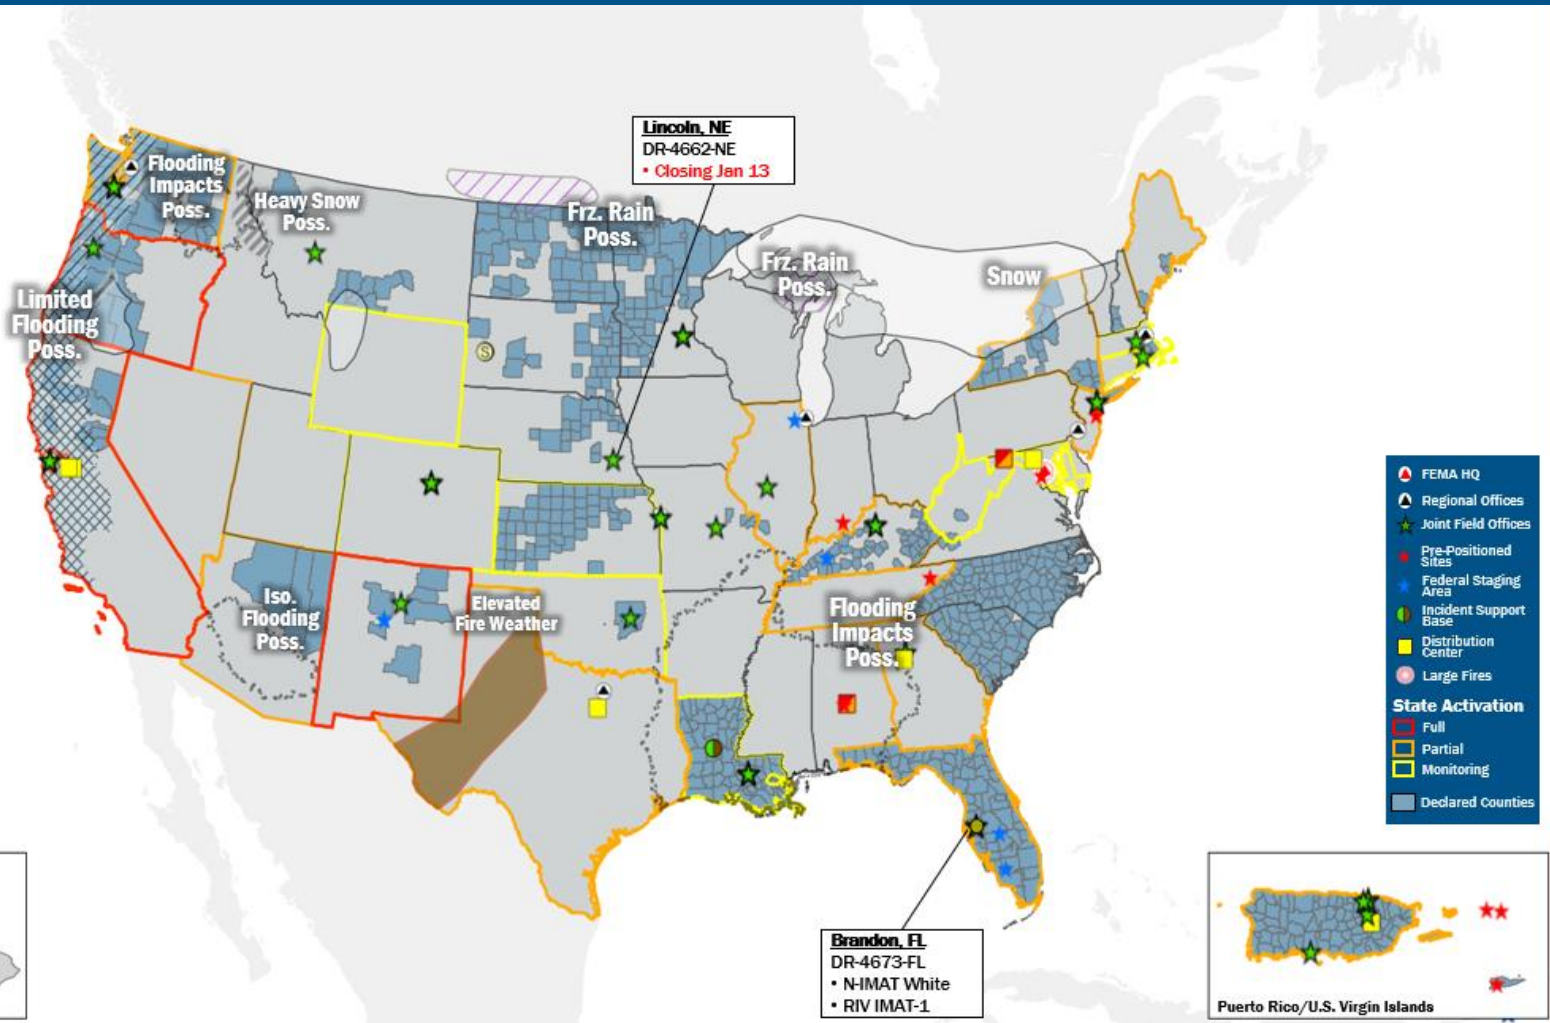 Lincoln, NE
DR-4662-NE
• Closing Jan 13
Flooding
Impacts
Poss.
Heavy Snow
Poss.
Frz. Rain
Poss.
Frz. Rain
Poss.
Snow
Limited
Flooding
Poss.
S
Iso.
Flooding
Poss.
Elevated
Fire Weather
Flooding
Impacts
Poss.
FEMA HQ
Regional Offices
Joint Field Offices
Pre-Positioned
Sites
Federal Staging
Area
Incident Support
Base
Distribution
Center
Large Fires
State Activation
Full
Partial
Monitoring
Declared Counties
Brandon, FL
DR-4673-FL
• N-IMAT White
• RIV IMAT-1
Puerto Rico/U.S. Virgin Islands